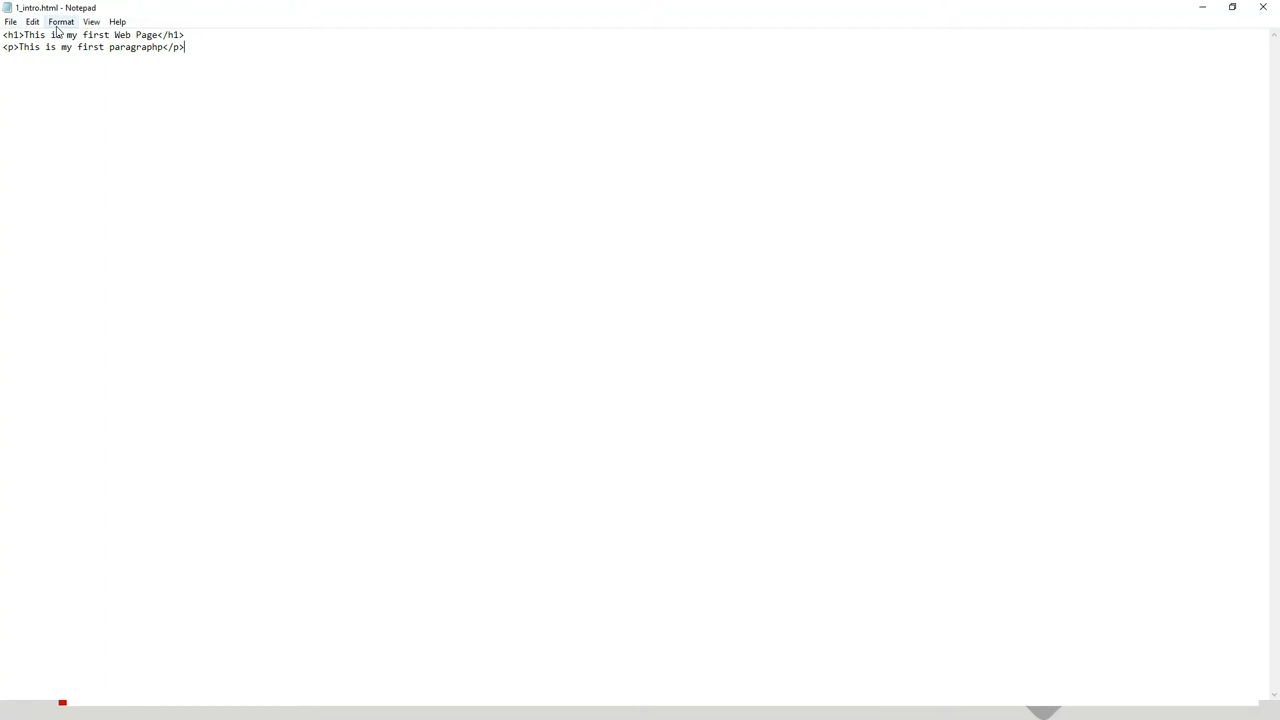 1_intro.html - Notepad
File Edit Format View Help
<h1>This is my first Web Page</h1>
<p>This is my first paragraphp</p>